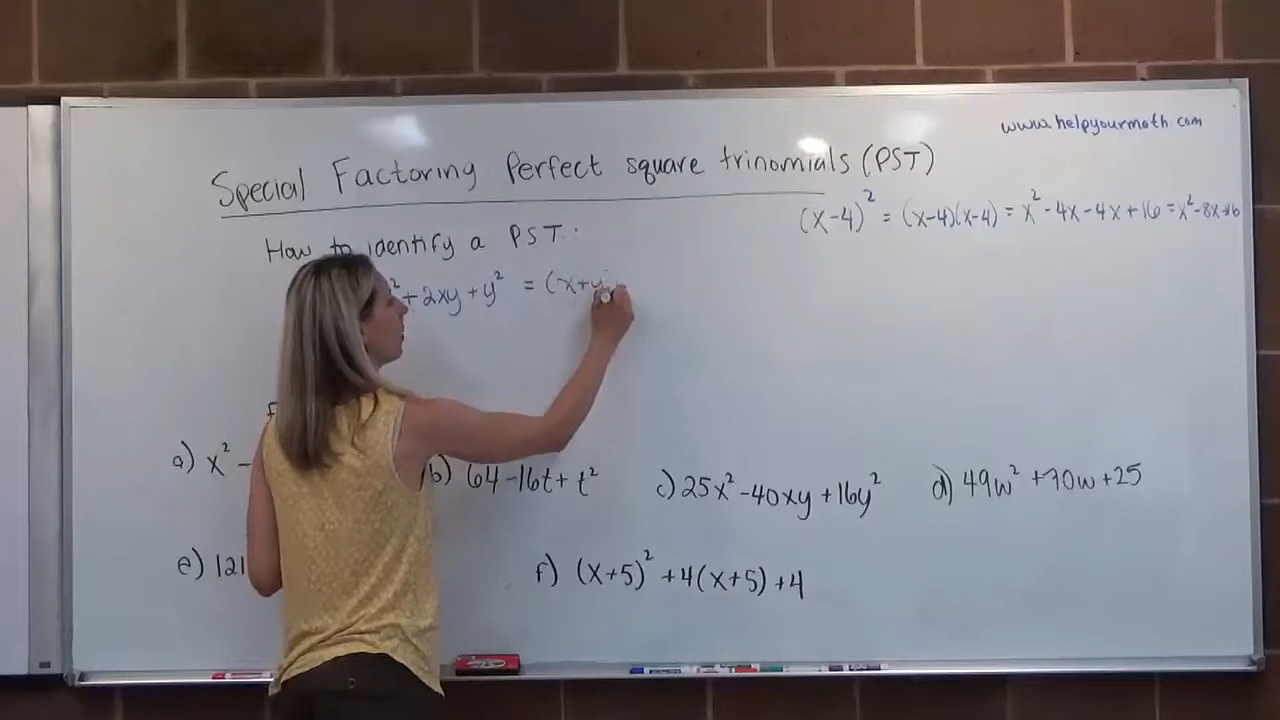 www.helpyourmath.com
Special Factoring Perfect square trinomials (PST)
(x-4)² = (x-4)(x-4) = x² - 4x - 4x + 16 = x² - 8x + 16
How to identify a PST:
² + 2xy + y² = (x+y)
a) x² -
b) 64 - 16t + t²
c) 25x² - 40xy + 16y²
d) 49w² + 70w + 25
e) 121
f) (x+5)² + 4(x+5) + 4